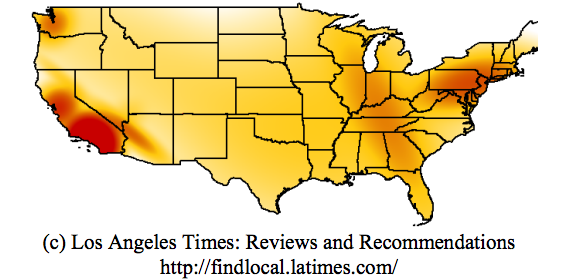 (c) Los Angeles Times: Reviews and Recommendations
http://findlocal.latimes.com/